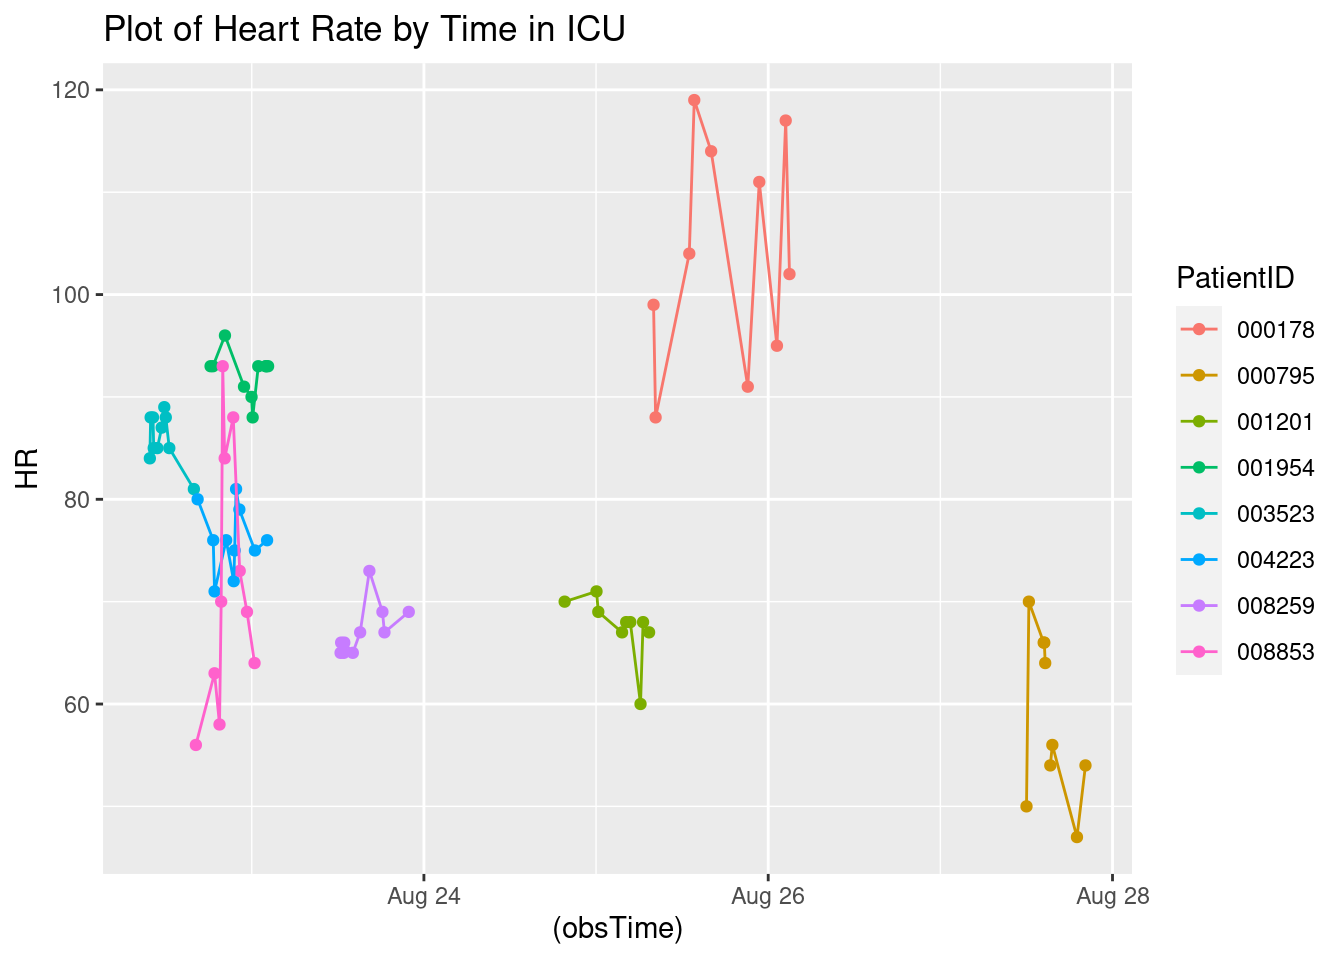 Plot of Heart Rate by Time in ICU
120
100
80
60
HR
Aug 24
Aug 26
Aug 28
(obsTime)
PatientID
000178
000795
001201
001954
003523
004223
008259
008853